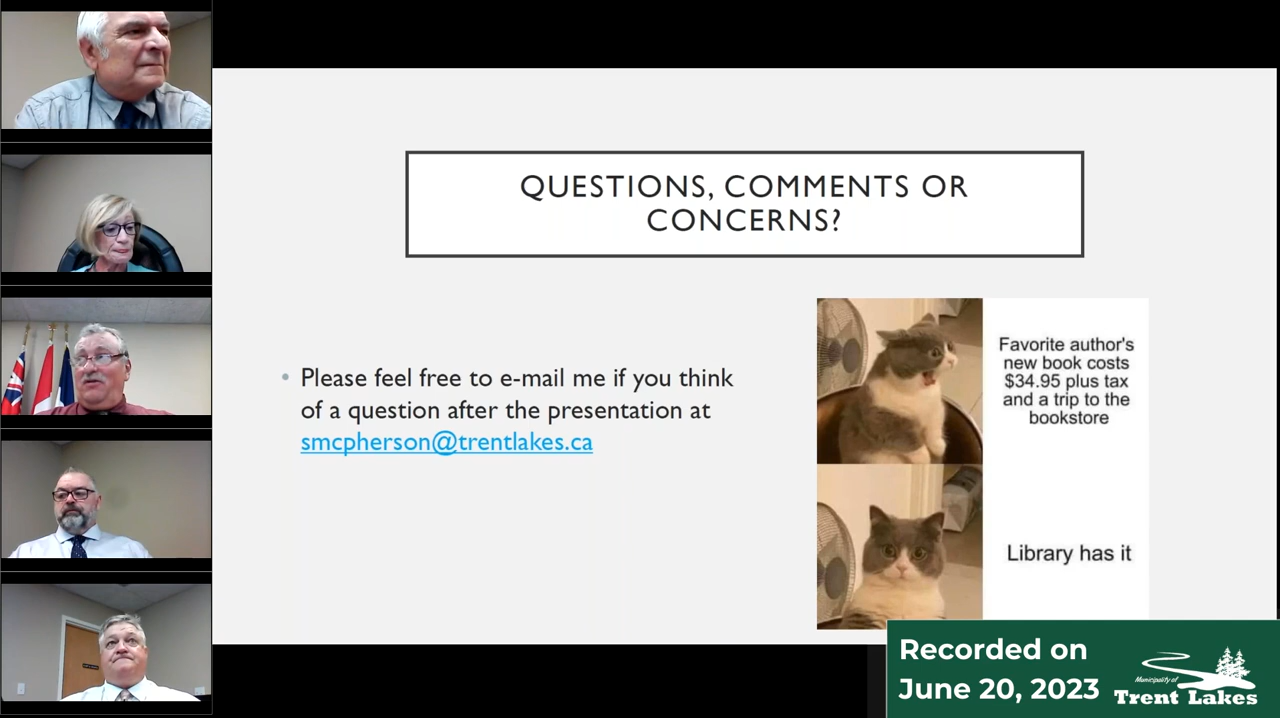 QUESTIONS, COMMENTS OR
CONCERNS?
• Please feel free to e-mail me if you think
of a question after the presentation at
smcpherson@trentlakes.ca
Favorite author's
new book costs
$34.95 plus tax
and a trip to the
bookstore
Library has it
Recorded on
June 20, 2023
Municipality of
Trent Lakes